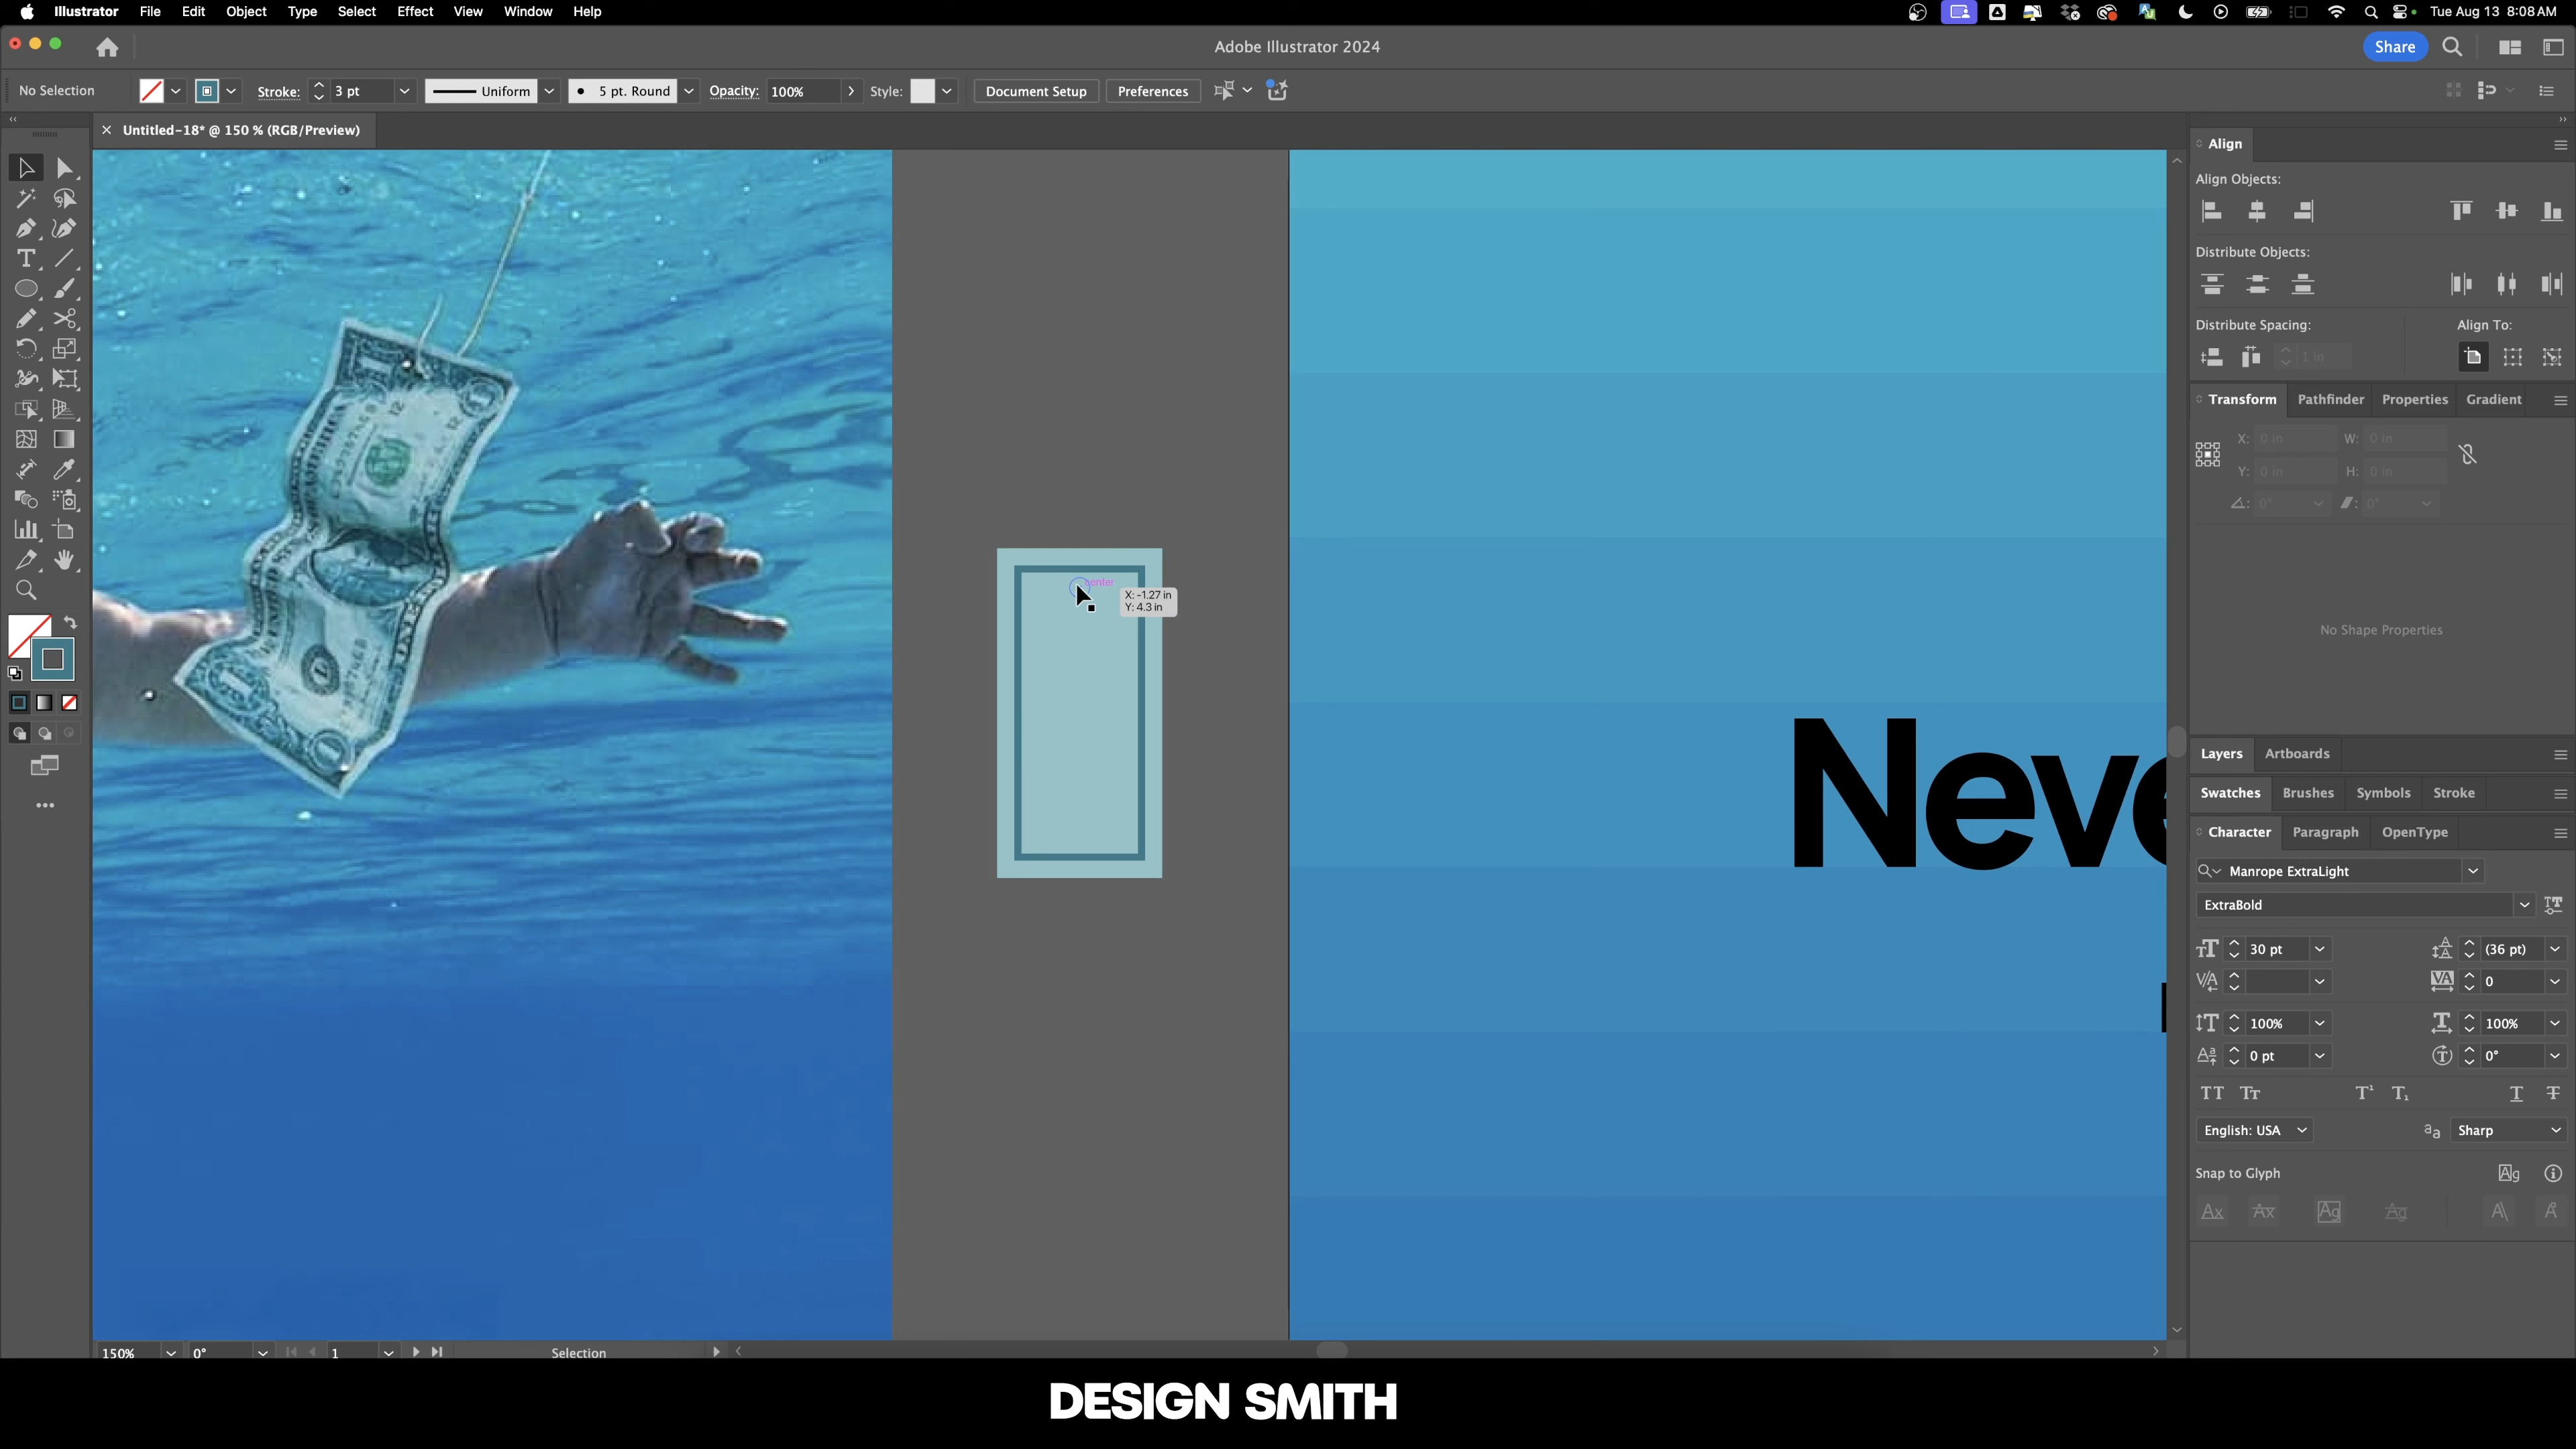 Illustrator File Edit Object Type Select Effect View Window Help
Tue Aug 13 8:08 AM
Adobe Illustrator 2024
Share
No Selection
Stroke: 3 pt
Uniform
5 pt. Round
Opacity: 100%
Style:
Document Setup
Preferences
Untitled-18* @ 150 % (RGB/Preview)
Align
Align Objects:
Distribute Objects:
Distribute Spacing:
Align To:
1 in
Transform Pathfinder Properties Gradient
X: 0 in W: 0 in
Y: 0 in H: 0 in
0° 0°
center
X: -1.27 in
Y: 4.3 in
No Shape Properties
Neve
Layers Artboards
Swatches Brushes Symbols Stroke
Character Paragraph OpenType
Manrope ExtraLight
ExtraBold
30 pt (36 pt)
0
100% 100%
0 pt 0°
English: USA
Sharp
Snap to Glyph
150% 0° 1 Selection
DESIGN SMITH